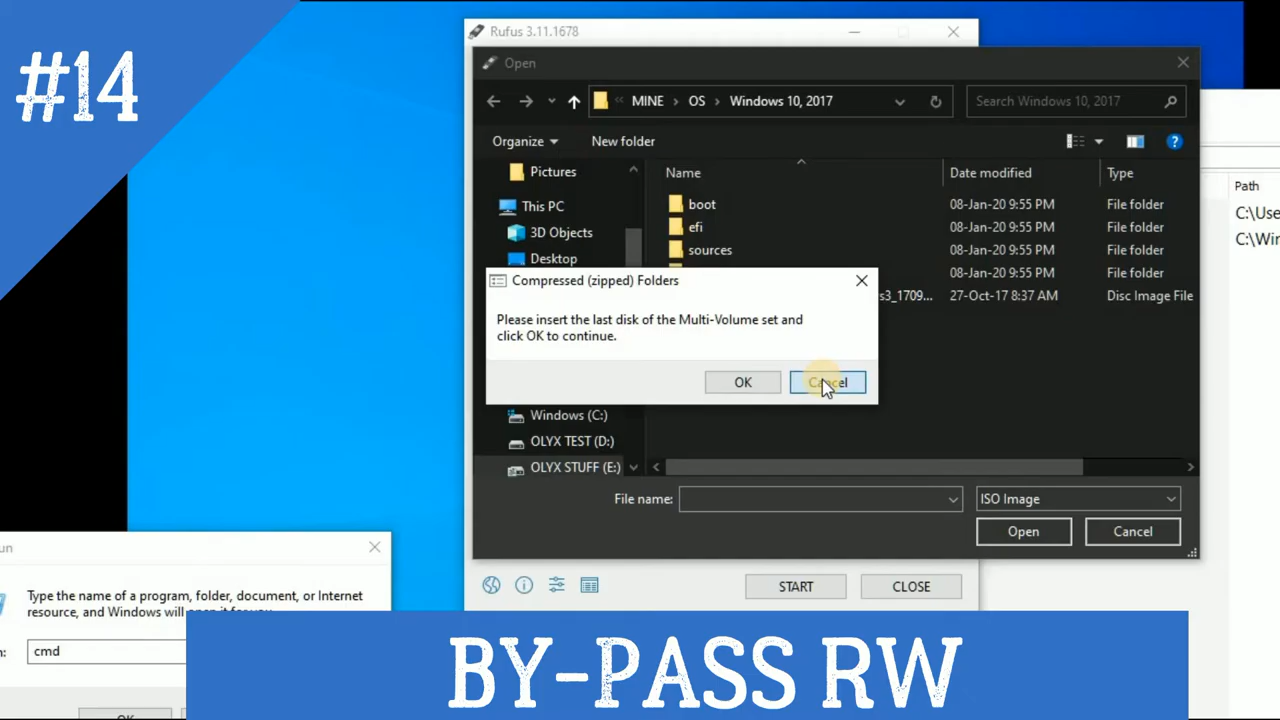 #14
Rufus 3.11.1678
Open
MINE OS Windows 10, 2017
Search Windows 10, 2017
Organize
New folder
Pictures
This PC
3D Objects
Desktop
Windows (C:)
OLYX TEST (D:)
OLYX STUFF (E:)
Name Date modified Type
boot 08-Jan-20 9:55 PM File folder
efi 08-Jan-20 9:55 PM File folder
sources 08-Jan-20 9:55 PM File folder
08-Jan-20 9:55 PM File folder
s3_1709... 27-Oct-17 8:37 AM Disc Image File
Compressed (zipped) Folders
Please insert the last disk of the Multi-Volume set and
click OK to continue.
OK Cancel
File name:
ISO Image
Open Cancel
START CLOSE
Path
C:\Use
C:\Win
un
Type the name of a program, folder, document, or Internet
resource, and Windows will open it for you.
n: cmd
OK
BY-PASS RW